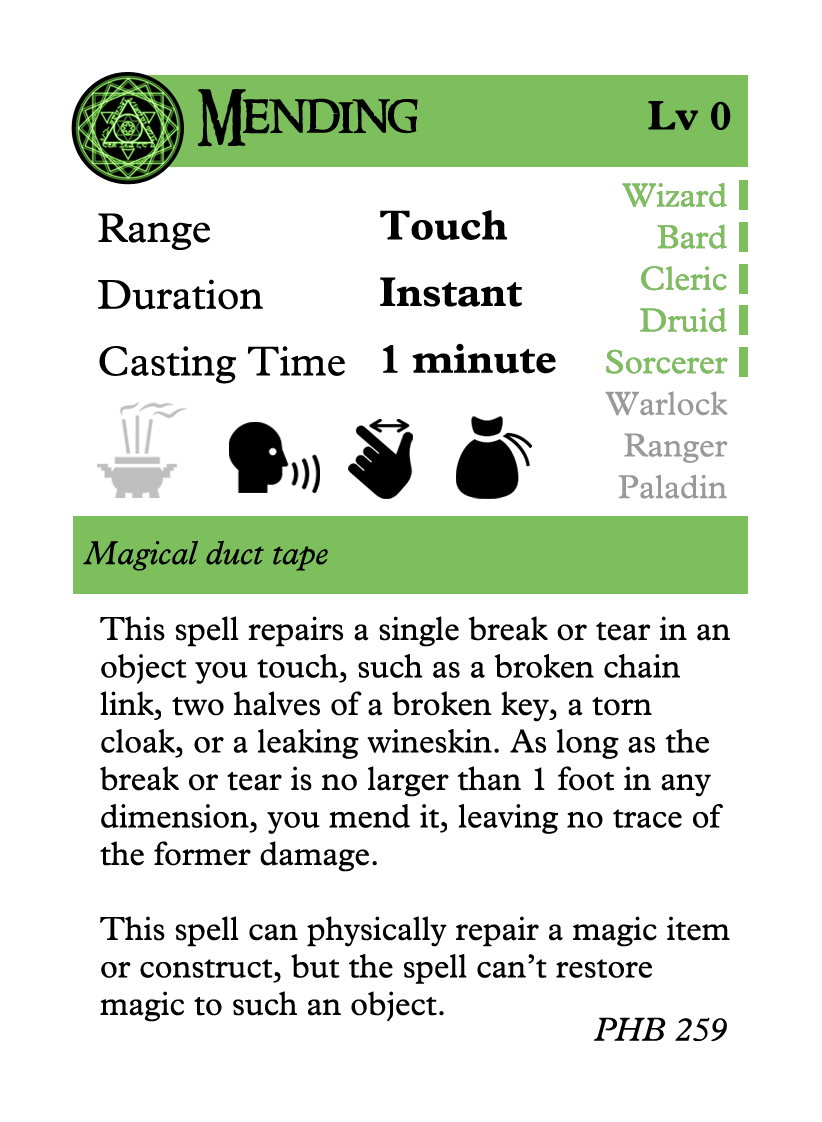 MENDING
Lv 0
Range Touch
Duration Instant
Casting Time 1 minute
Wizard
Bard
Cleric
Druid
Sorcerer
Warlock
Ranger
Paladin
Magical duct tape
This spell repairs a single break or tear in an
object you touch, such as a broken chain
link, two halves of a broken key, a torn
cloak, or a leaking wineskin. As long as the
break or tear is no larger than 1 foot in any
dimension, you mend it, leaving no trace of
the former damage.
This spell can physically repair a magic item
or construct, but the spell can’t restore
magic to such an object.
PHB 259